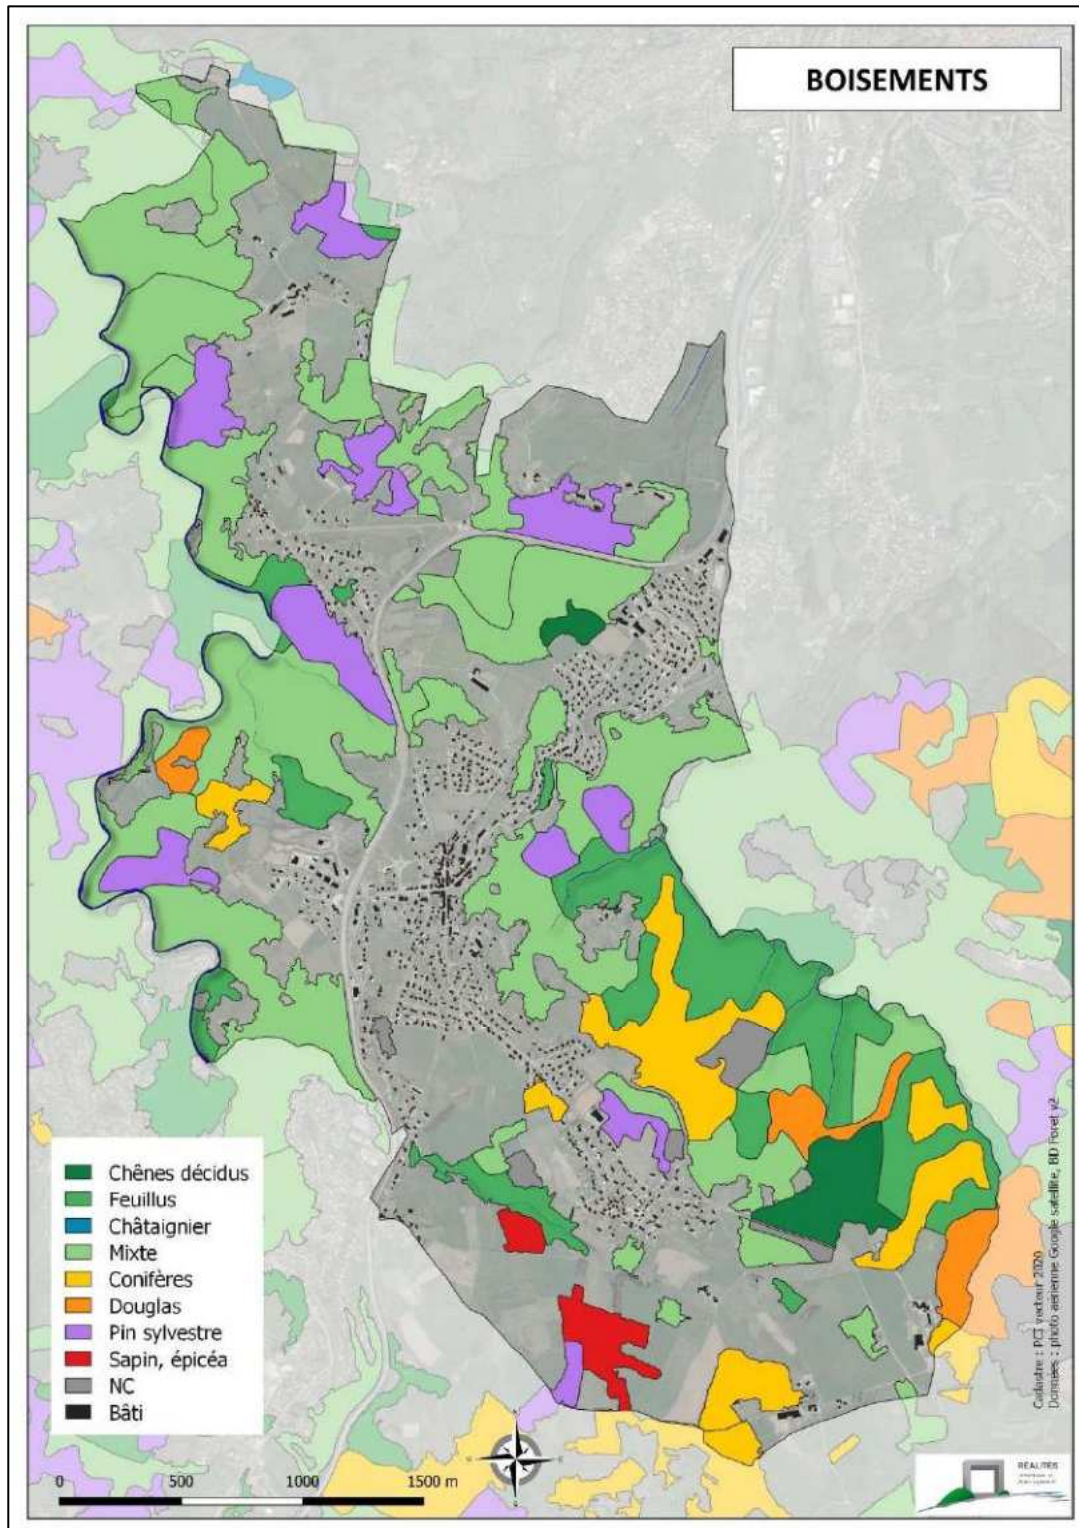 BOISEMENTS
Chênes décidus
Feuillus
Châtaignier
Mixte
Conifères
Douglas
Pin sylvestre
Sapin, épicéa
NC
Bâti
0 500 1000 1500 m
Cadastre : PCI vecteur 2020
Données : photo aérienne Google satellite, BD Foret v2
RÉALITÉS